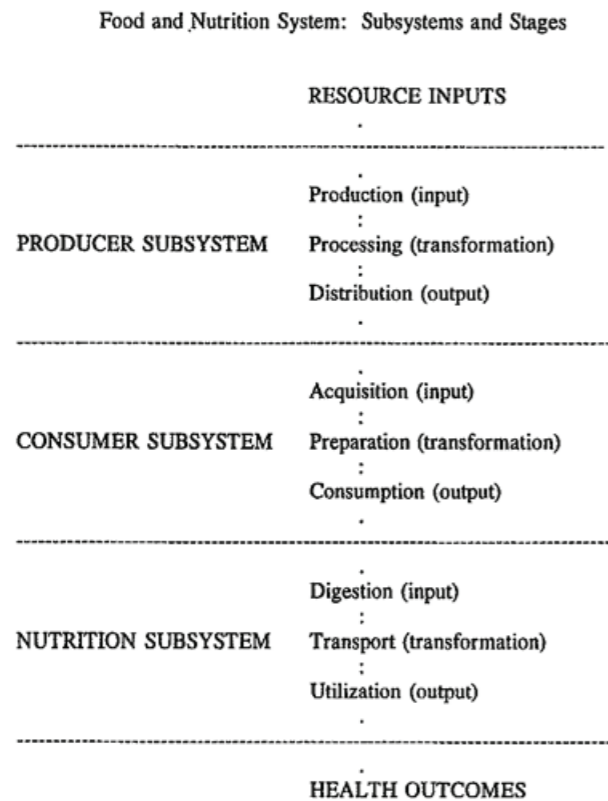 Food and Nutrition System: Subsystems and Stages
RESOURCE INPUTS
Production (input)
PRODUCER SUBSYSTEM Processing (transformation)
Distribution (output)
Acquisition (input)
CONSUMER SUBSYSTEM Preparation (transformation)
Consumption (output)
Digestion (input)
NUTRITION SUBSYSTEM Transport (transformation)
Utilization (output)
HEALTH OUTCOMES